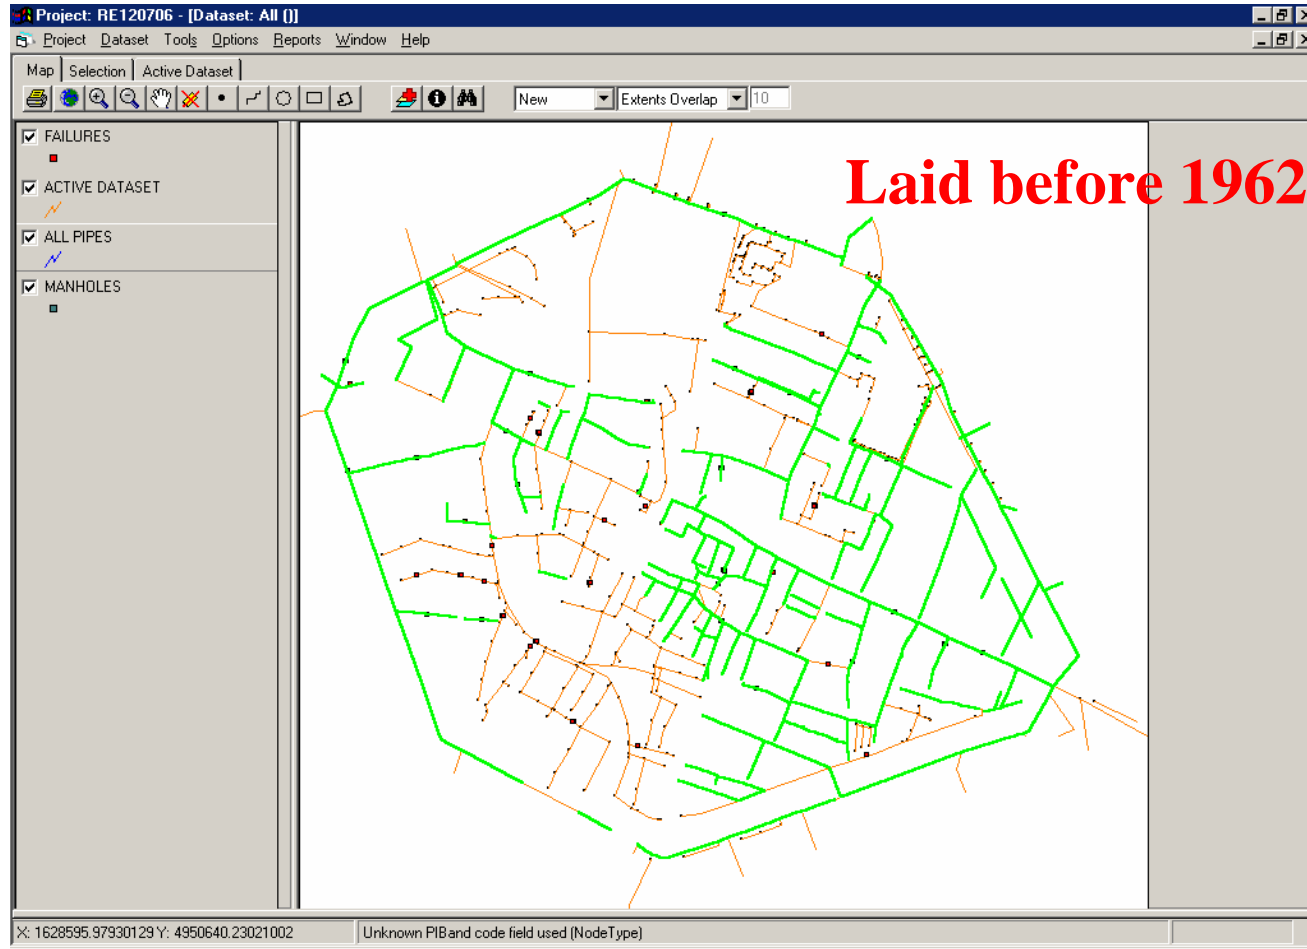 Project: RE120706 - [Dataset: All ()]
Project Dataset Tools Options Reports Window Help
Map Selection Active Dataset
New Extents Overlap 10
FAILURES
ACTIVE DATASET
ALL PIPES
MANHOLES
Laid before 1962
X: 1628595.97930129 Y: 4950640.23021002 Unknown PIBand code field used (NodeType)